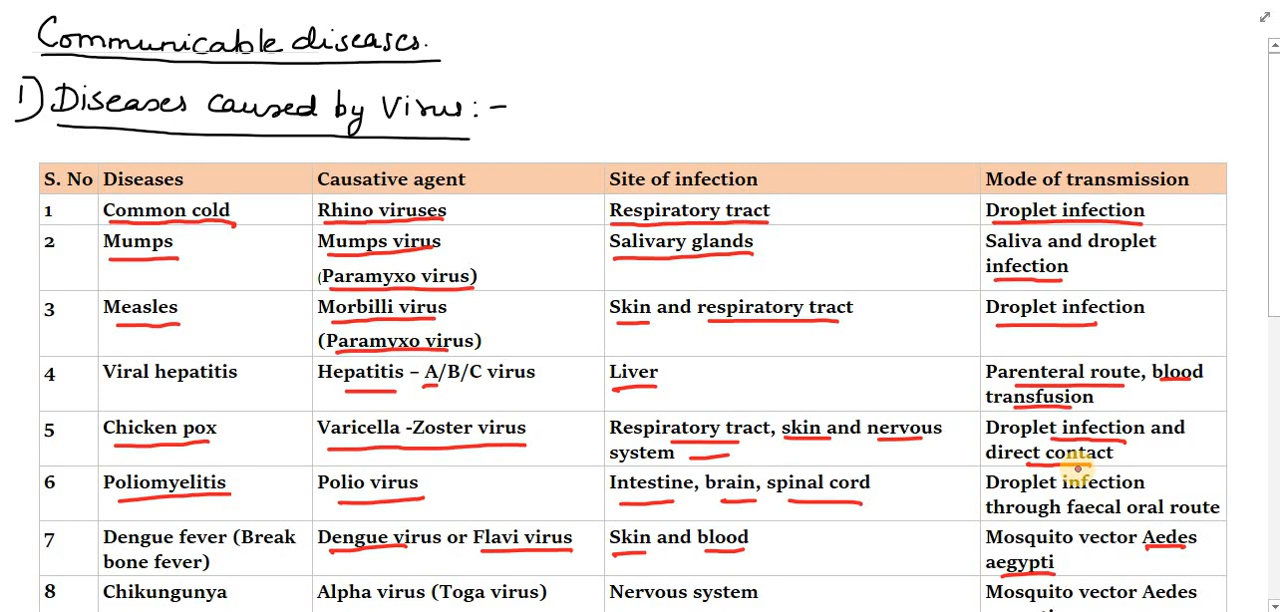 Communicable diseases.
1) Diseases caused by Virus:-
S. No Diseases Causative agent Site of infection Mode of transmission
1 Common cold Rhino viruses Respiratory tract Droplet infection
2 Mumps Mumps virus Salivary glands Saliva and droplet
(Paramyxo virus) infection
3 Measles Morbilli virus Skin and respiratory tract Droplet infection
(Paramyxo virus)
4 Viral hepatitis Hepatitis – A/B/C virus Liver Parenteral route, blood
transfusion
5 Chicken pox Varicella -Zoster virus Respiratory tract, skin and nervous Droplet infection and
system direct contact
6 Poliomyelitis Polio virus Intestine, brain, spinal cord Droplet infection
through faecal oral route
7 Dengue fever (Break Dengue virus or Flavi virus Skin and blood Mosquito vector Aedes
bone fever) aegypti
8 Chikungunya Alpha virus (Toga virus) Nervous system Mosquito vector Aedes